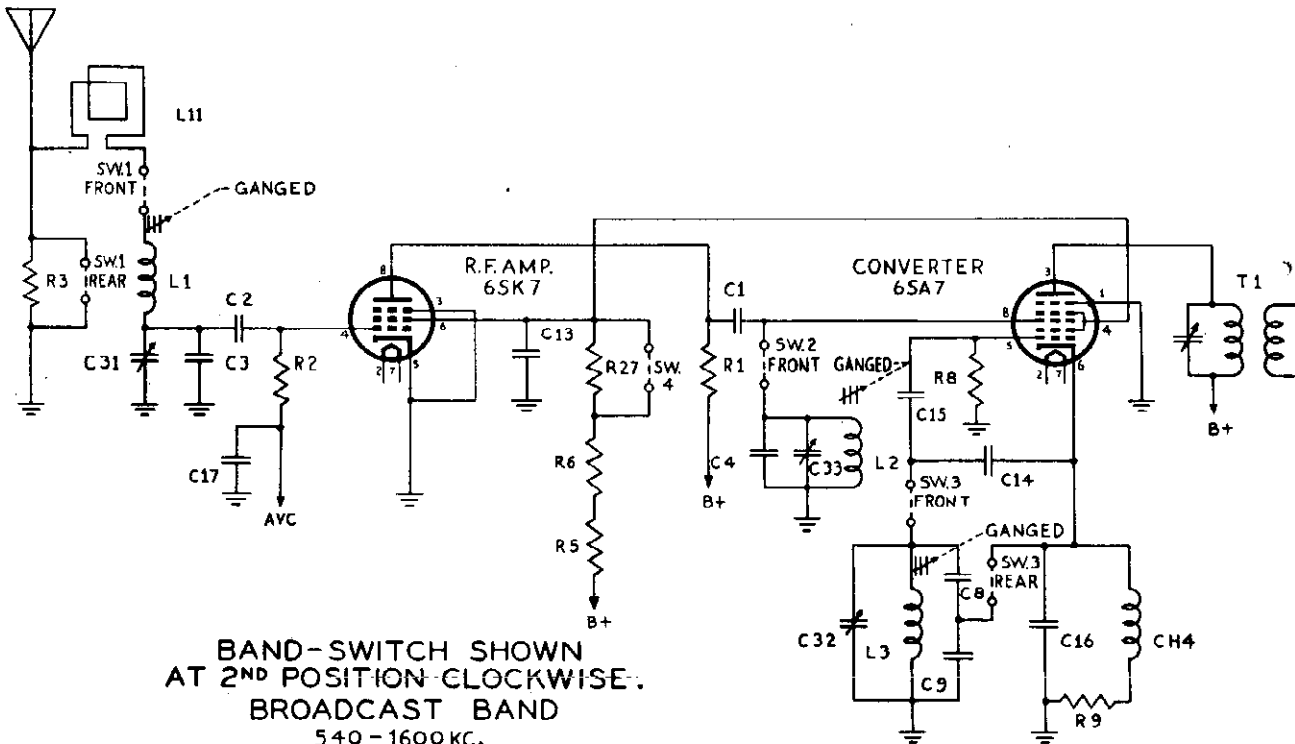 L11
SW.1
FRONT
GANGED
R3
SW.1
REAR
L1
C2
C31
C3
R2
C17
AVC
R.F. AMP.
6SK7
8
3
6
4
2
7
5
C13
R27
SW.
4
R6
R5
B+
C1
R1
B+
SW.2
FRONT
GANGED
C4
C33
L2
CONVERTER
6SA7
3
1
8
4
5
2
7
6
R8
C15
C14
SW.3
FRONT
GANGED
SW.3
REAR
C8
C32
L3
C9
C16
CH4
R9
T1
B+
BAND-SWITCH SHOWN
AT 2ND POSITION CLOCKWISE.
BROADCAST BAND
540-1600 KC.